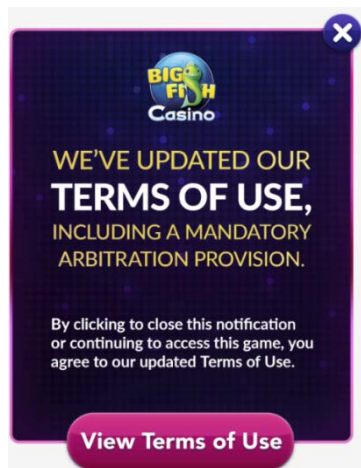 X
BIG
FISH
Casino
WE'VE UPDATED OUR
TERMS OF USE,
INCLUDING A MANDATORY
ARBITRATION PROVISION.
By clicking to close this notification
or continuing to access this game, you
agree to our updated Terms of Use.
View Terms of Use